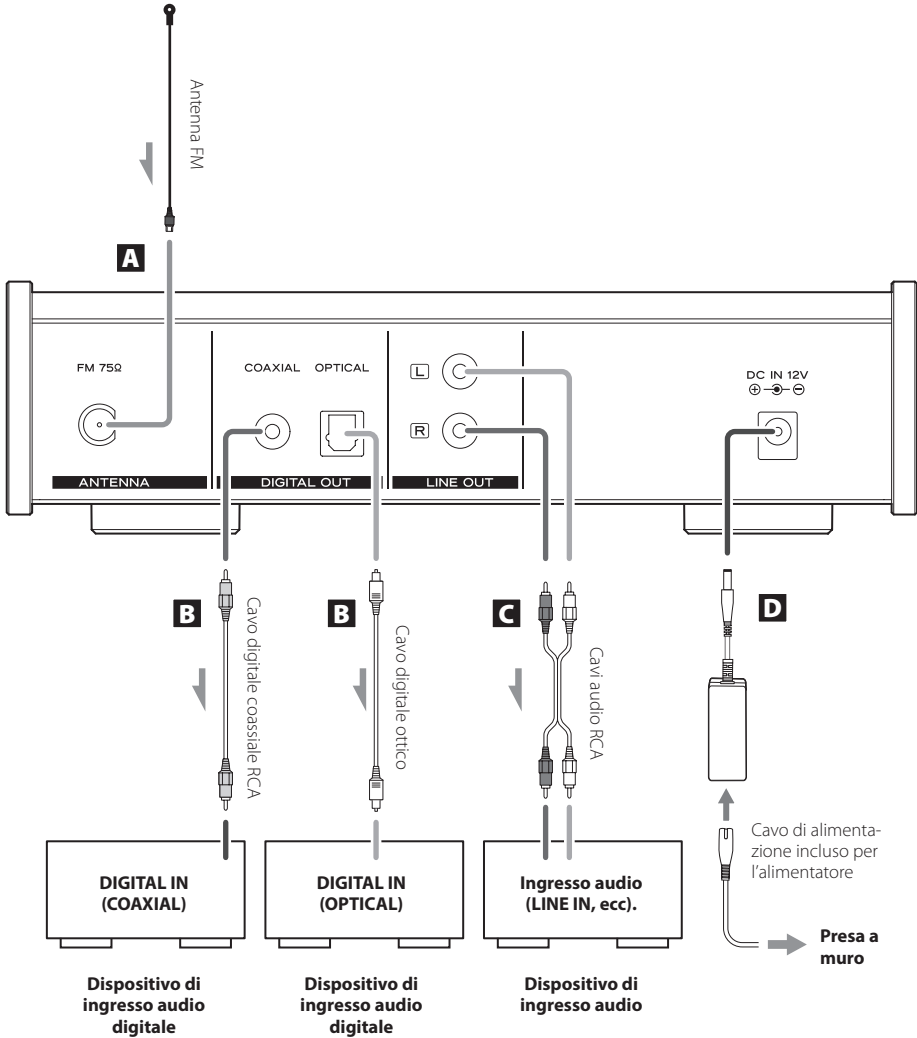 Antenna FM
A
FM 75Ω
COAXIAL OPTICAL
L
R
DC IN 12V
ANTENNA
DIGITAL OUT
LINE OUT
B
Cavo digitale coassiale RCA
B
Cavo digitale ottico
C
Cavi audio RCA
D
Cavo di alimenta-
zione incluso per
l'alimentatore
Presa a
muro
DIGITAL IN
(COAXIAL)
DIGITAL IN
(OPTICAL)
Ingresso audio
(LINE IN, ecc).
Dispositivo di
ingresso audio
digitale
Dispositivo di
ingresso audio
digitale
Dispositivo di
ingresso audio